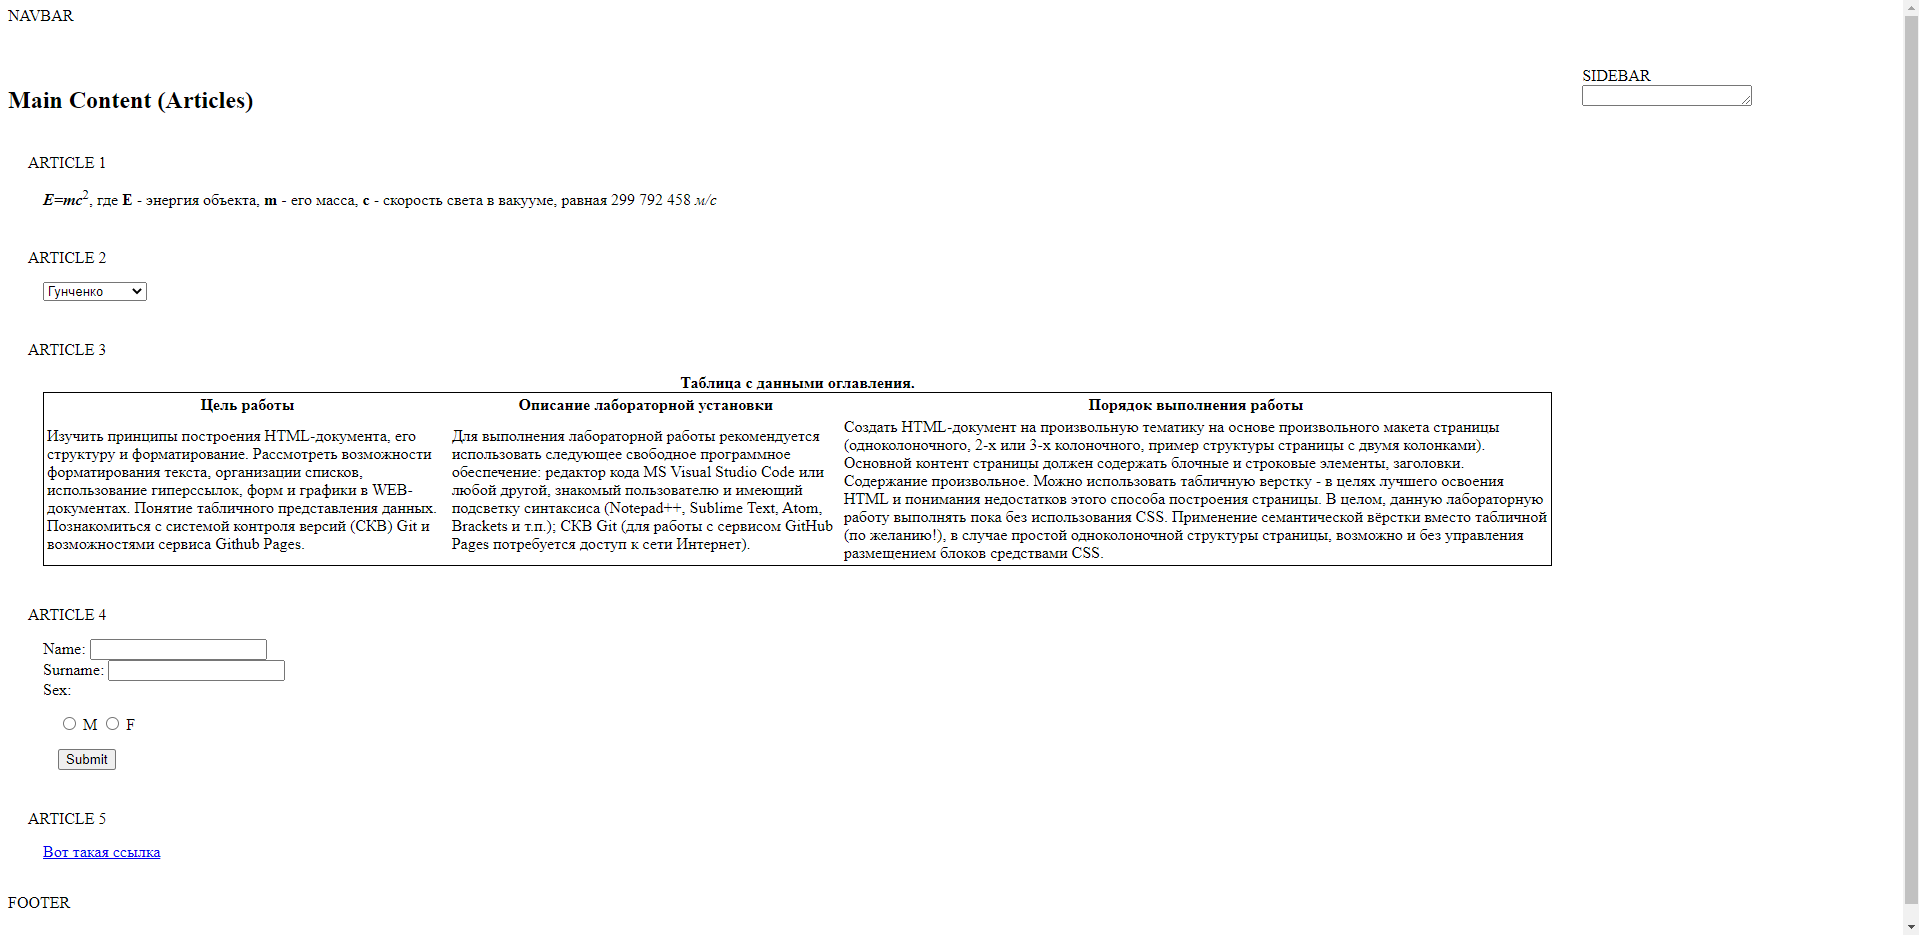 NAVBAR
SIDEBAR
Main Content (Articles)
ARTICLE 1
E=mc², где E - энергия объекта, m - его масса, c - скорость света в вакууме, равная 299 792 458 м/с
ARTICLE 2
Гунченко
ARTICLE 3
Таблица с данными оглавления.
Цель работы
Изучить принципы построения HTML-документа, его
структуру и форматирование. Рассмотреть возможности
форматирования текста, организации списков,
использование гиперссылок, форм и графики в WEB-
документах. Понятие табличного представления данных.
Познакомиться с системой контроля версий (СКВ) Git и
возможностями сервиса Github Pages.
Описание лабораторной установки
Для выполнения лабораторной работы рекомендуется
использовать следующее свободное программное
обеспечение: редактор кода MS Visual Studio Code или
любой другой, знакомый пользователю и имеющий
подсветку синтаксиса (Notepad++, Sublime Text, Atom,
Brackets и т.п.); СКВ Git (для работы с сервисом GitHub
Pages потребуется доступ к сети Интернет).
Порядок выполнения работы
Создать HTML-документ на произвольную тематику на основе произвольного макета страницы
(одноколоночного, 2-х или 3-х колоночного, пример структуры страницы с двумя колонками).
Основной контент страницы должен содержать блочные и строковые элементы, заголовки.
Содержание произвольное. Можно использовать табличную верстку - в целях лучшего освоения
HTML и понимания недостатков этого способа построения страницы. В целом, данную лабораторную
работу выполнять пока без использования CSS. Применение семантической вёрстки вместо табличной
(по желанию!), в случае простой одноколоночной структуры страницы, возможно и без управления
размещением блоков средствами CSS.
ARTICLE 4
Name:
Surname:
Sex:
M F
Submit
ARTICLE 5
Вот такая ссылка
FOOTER